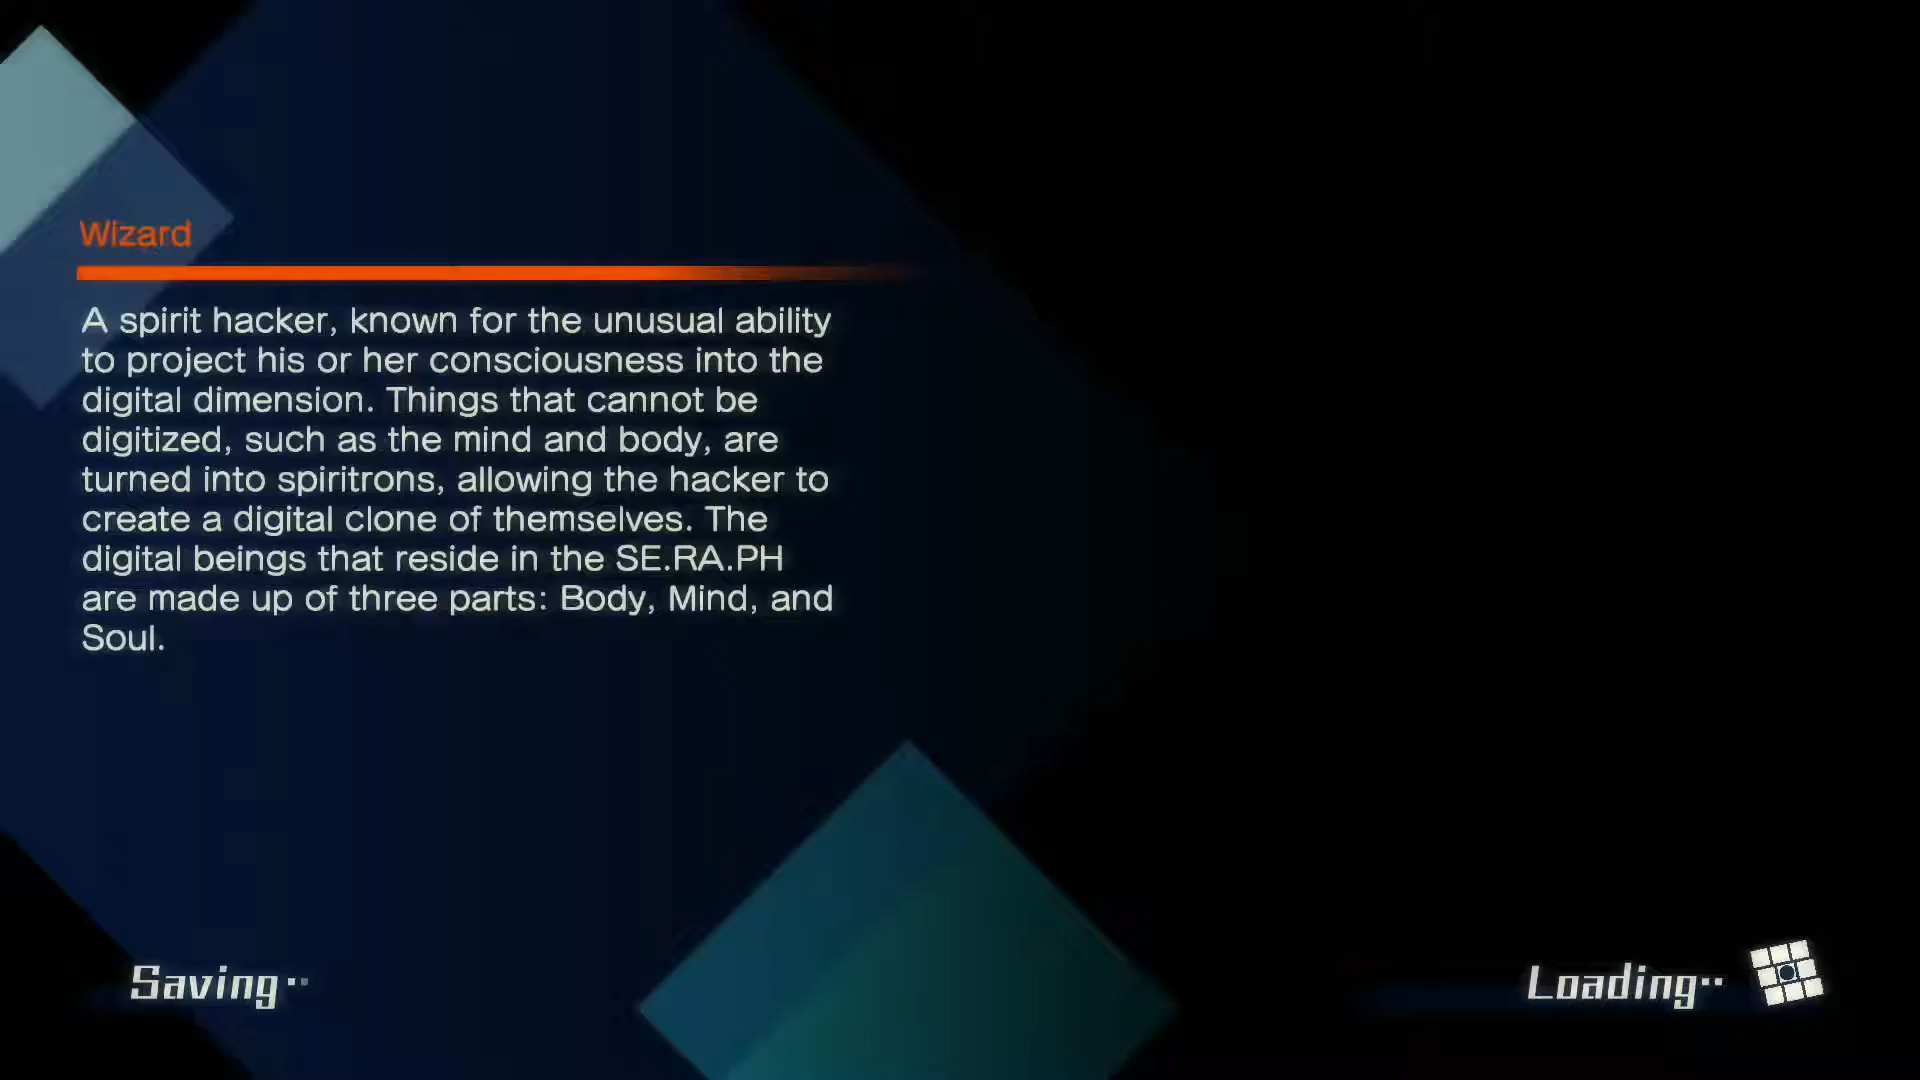 Wizard
A spirit hacker, known for the unusual ability
to project his or her consciousness into the
digital dimension. Things that cannot be
digitized, such as the mind and body, are
turned into spiritrons, allowing the hacker to
create a digital clone of themselves. The
digital beings that reside in the SE.RA.PH
are made up of three parts: Body, Mind, and
Soul.
Saving··
Loading··